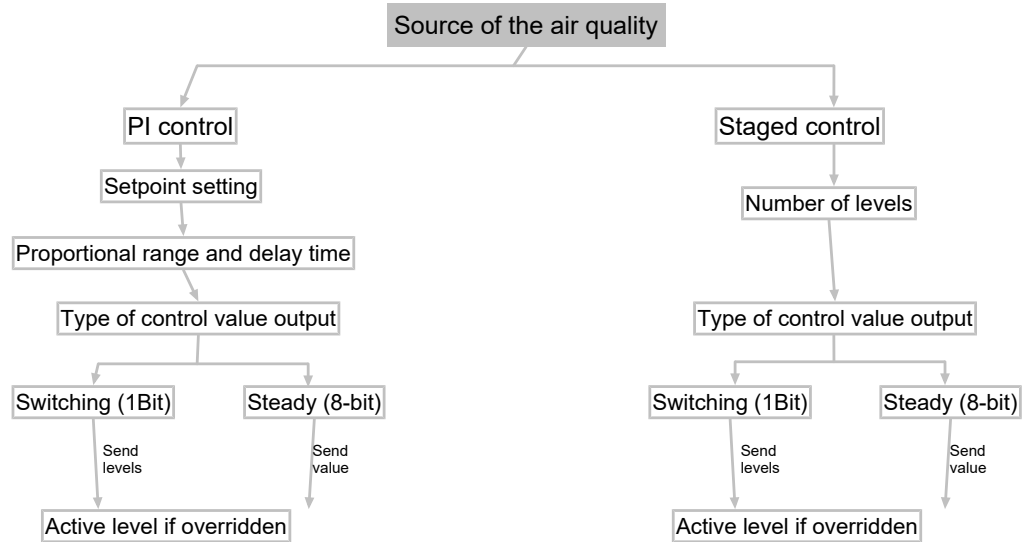 Source of the air quality
PI control
Staged control
Setpoint setting
Number of levels
Proportional range and delay time
Type of control value output
Type of control value output
Switching (1Bit)
Steady (8-bit)
Switching (1Bit)
Steady (8-bit)
Send
levels
Send
value
Send
levels
Send
value
Active level if overridden
Active level if overridden